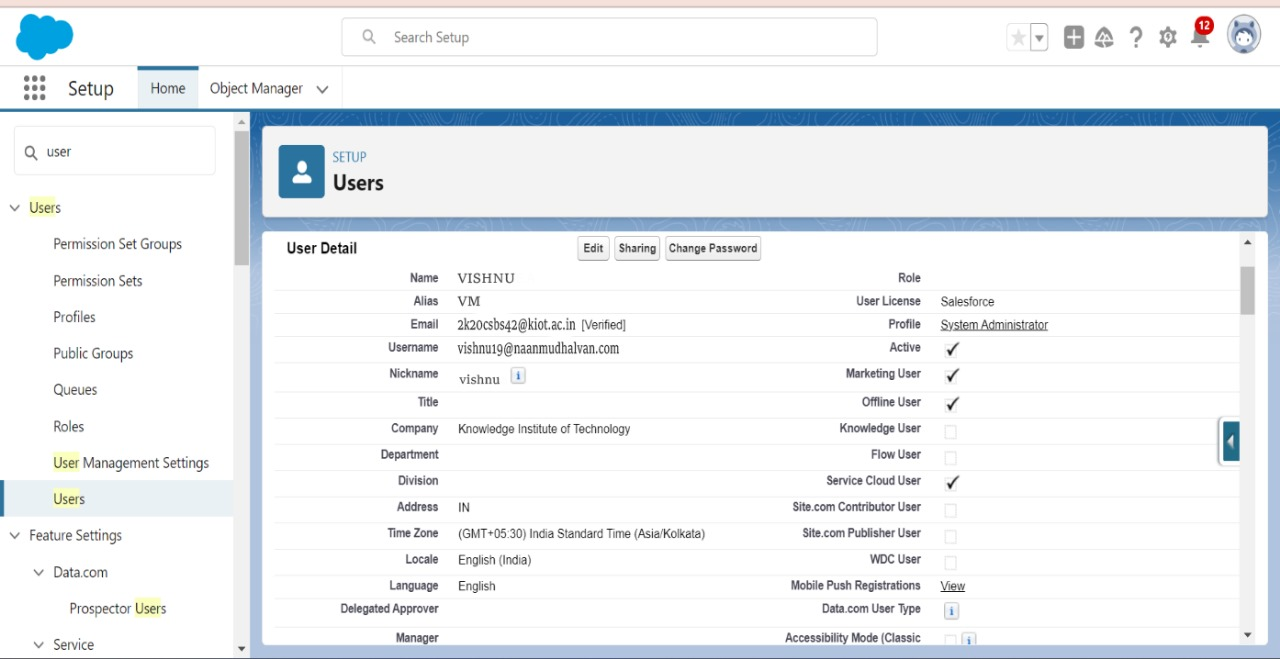 Search Setup
12
Setup Home Object Manager
user
Users
Permission Set Groups
Permission Sets
Profiles
Public Groups
Queues
Roles
User Management Settings
Users
Feature Settings
Data.com
Prospector Users
Service
SETUP
Users
User Detail Edit Sharing Change Password
Name VISHNU Role
Alias VM User License Salesforce
Email 2k20csbs42@kiot.ac.in [Verified] Profile System Administrator
Username vishnu19@naanmudhalvan.com Active
Nickname vishnu i Marketing User
Title Offline User
Company Knowledge Institute of Technology Knowledge User
Department Flow User
Division Service Cloud User
Address IN Site.com Contributor User
Time Zone (GMT+05:30) India Standard Time (Asia/Kolkata) Site.com Publisher User
Locale English (India) WDC User
Language English Mobile Push Registrations View
Delegated Approver Data.com User Type i
Manager Accessibility Mode (Classic i